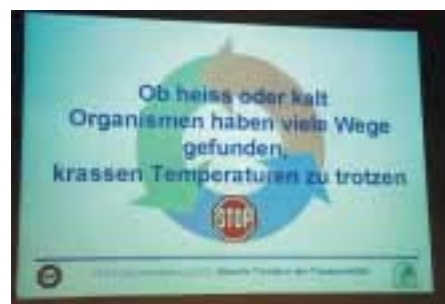 Ob heiss oder kalt
Organismen haben viele Wege
gefunden,
krassen Temperaturen zu trotzen
STOP